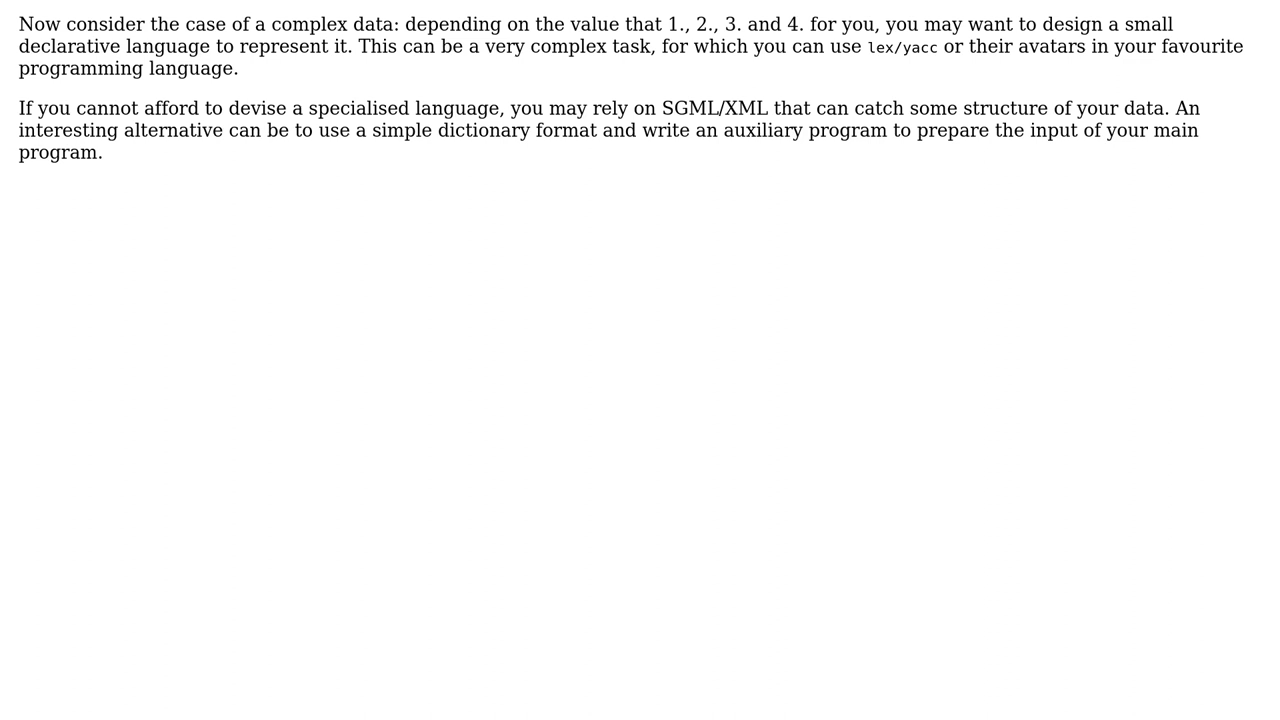 Now consider the case of a complex data: depending on the value that 1., 2., 3. and 4. for you, you may want to design a small
declarative language to represent it. This can be a very complex task, for which you can use lex/yacc or their avatars in your favourite
programming language.
If you cannot afford to devise a specialised language, you may rely on SGML/XML that can catch some structure of your data. An
interesting alternative can be to use a simple dictionary format and write an auxiliary program to prepare the input of your main
program.